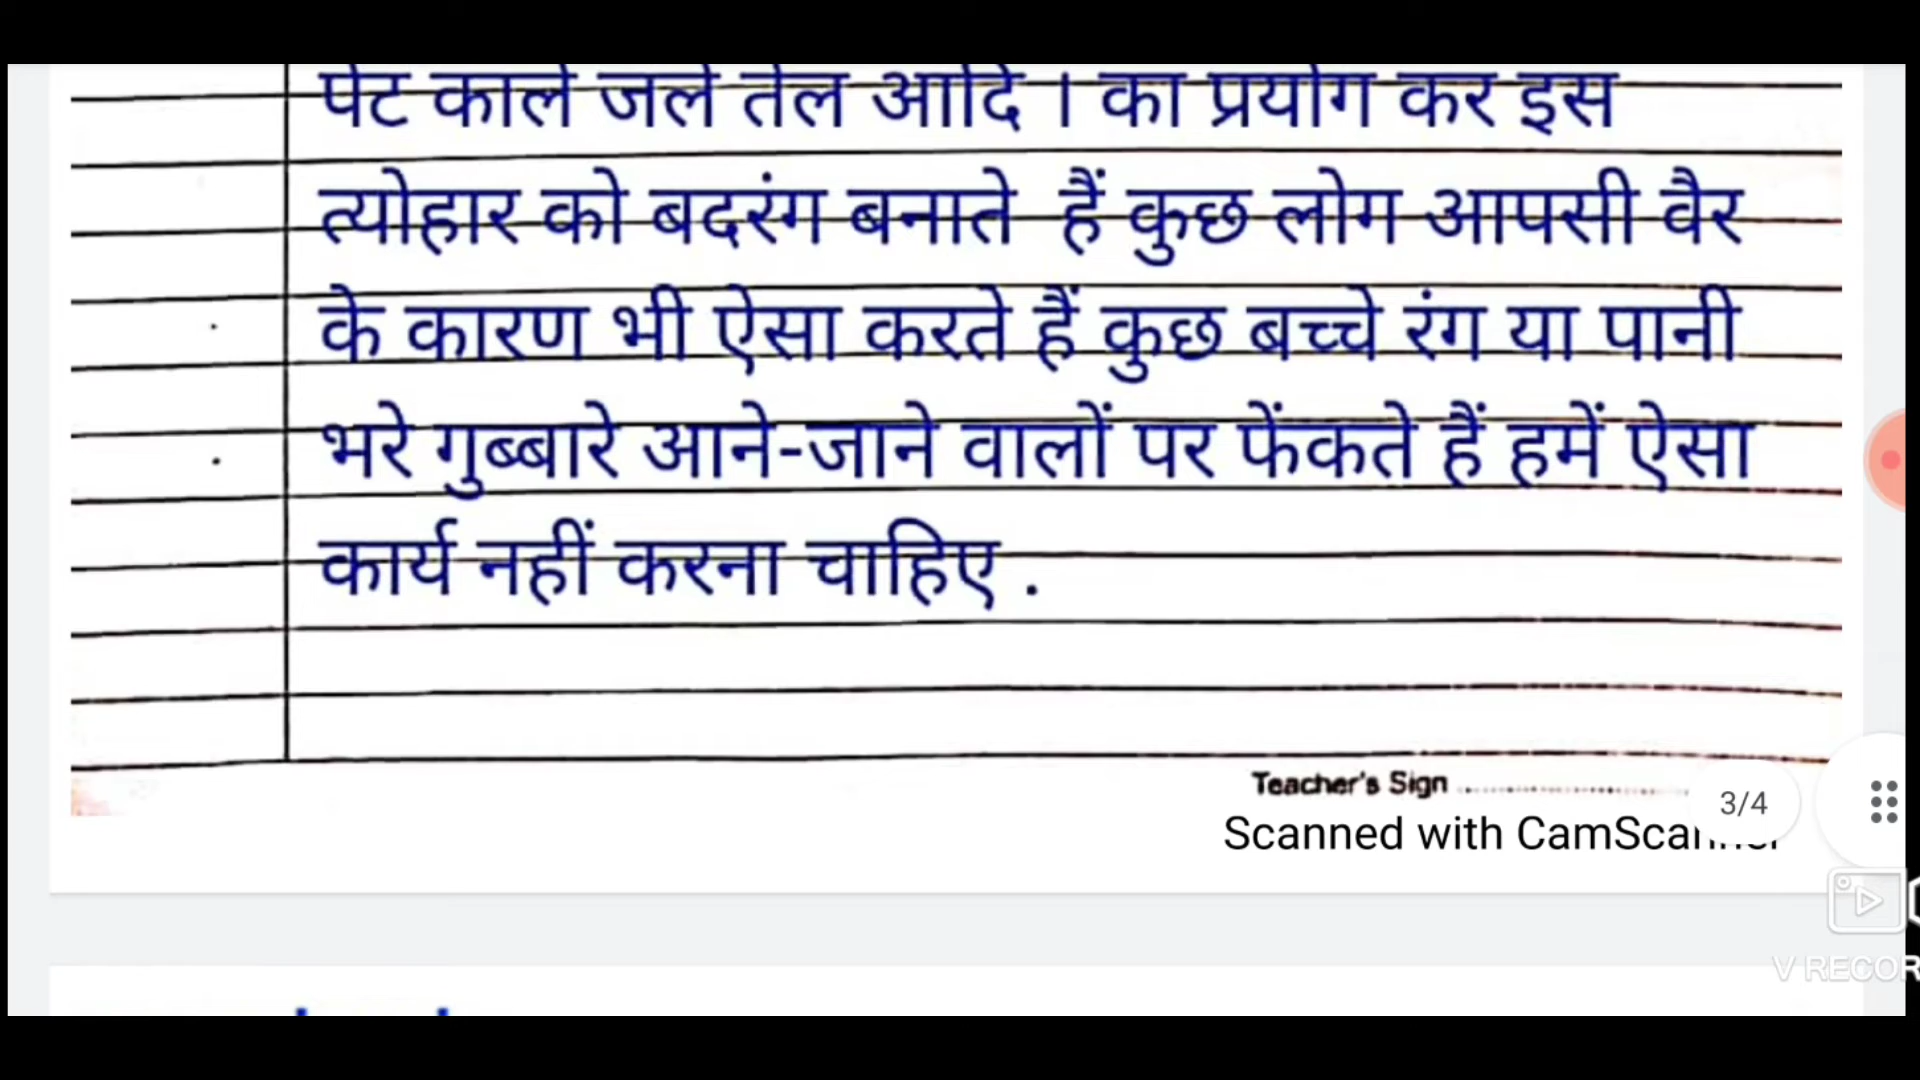 पेंट काले जले तेल आदि । का प्रयोग कर इस
त्योहार को बदरंग बनाते हैं कुछ लोग आपसी वैर
के कारण भी ऐसा करते हैं कुछ बच्चे रंग या पानी
भरे गुब्बारे आने-जाने वालों पर फेंकते हैं हमें ऐसा
कार्य नहीं करना चाहिए .
Teacher's Sign
3/4
Scanned with
V RECOR